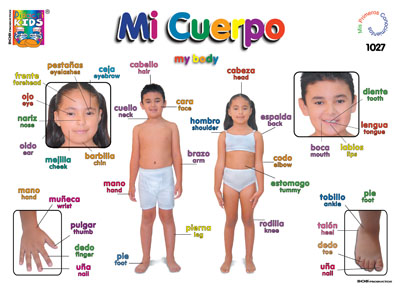 KIDS
Mi Cuerpo
my body
Mis Primeros Conoc
1027
pestañas
eyelashes
ceja
eyebrow
frente
forehead
ojo
eye
nariz
nose
oido
ear
mejilla
cheek
barbilla
chin
cabello
hair
cabeza
head
cuello
neck
cara
face
hombro
shoulder
espalda
back
brazo
arm
codo
elbow
estomago
tummy
mano
hand
pierna
leg
rodilla
knee
pie
foot
diente
tooth
lengua
tongue
boca
mouth
labios
lips
mano
hand
muñeca
wrist
pulgar
thumb
dedo
finger
uña
nail
tobillo
ankle
pie
foot
talón
heel
dedo
toe
uña
nail